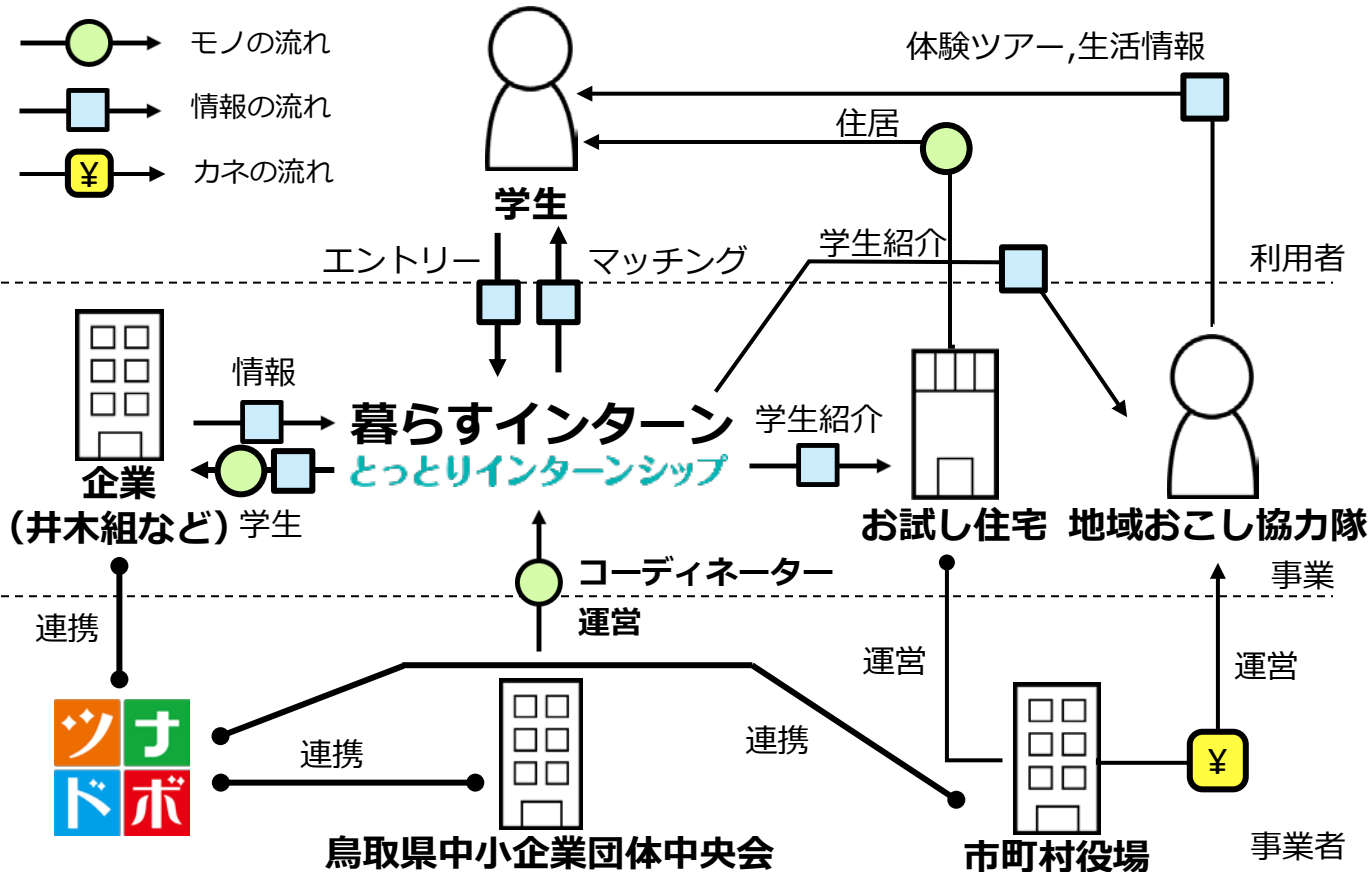 モノの流れ
情報の流れ
¥
カネの流れ
体験ツアー,生活情報
住居
学生
学生紹介
エントリー
マッチング
利用者
情報
暮らすインターン
とっとりインターンシップ
学生紹介
企業
(井木組など)
学生
お試し住宅
地域おこし協力隊
コーディネーター
事業
運営
連携
運営
運営
ツナ
ドボ
連携
連携
¥
鳥取県中小企業団体中央会
市町村役場
事業者